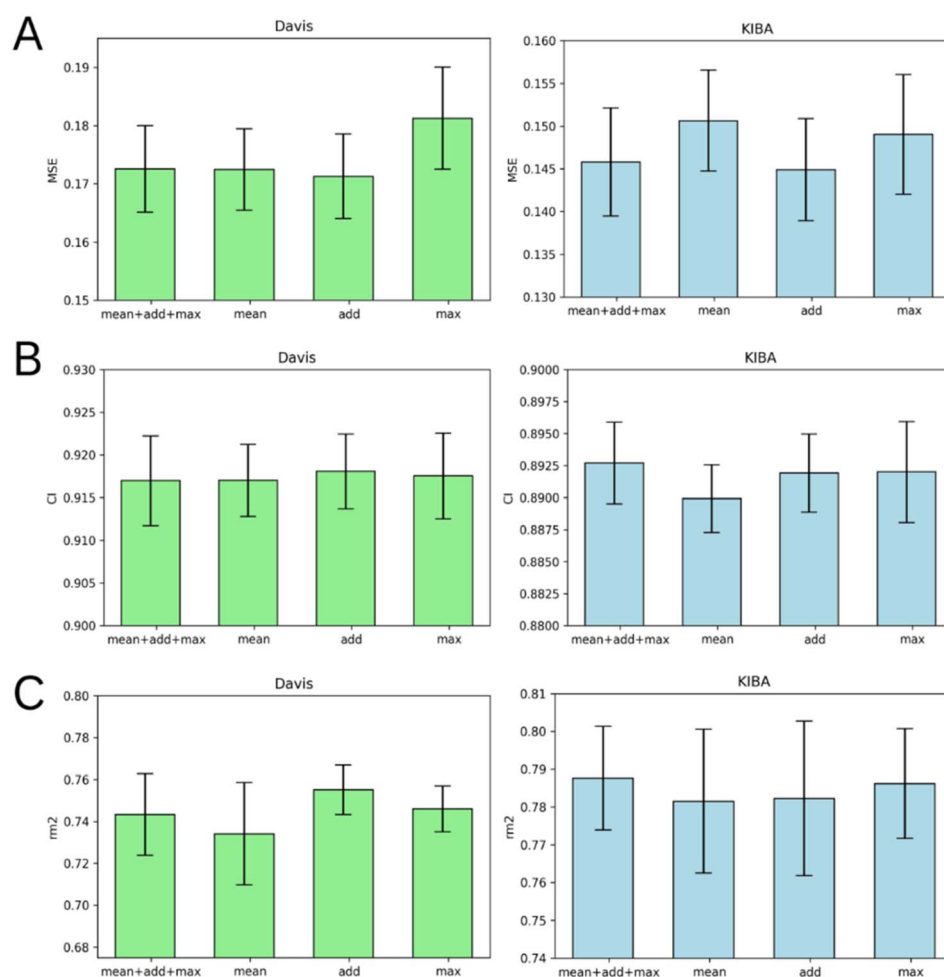 A
Davis
KIBA
MSE
0.19
0.18
0.17
0.16
0.15
mean+add+max mean add max
MSE
0.160
0.155
0.150
0.145
0.140
0.135
0.130
mean+add+max mean add max
B
Davis
KIBA
CI
0.930
0.925
0.920
0.915
0.910
0.905
0.900
mean+add+max mean add max
CI
0.9000
0.8975
0.8950
0.8925
0.8900
0.8875
0.8850
0.8825
0.8800
mean+add+max mean add max
C
Davis
KIBA
rm2
0.80
0.78
0.76
0.74
0.72
0.70
0.68
mean+add+max mean add max
rm2
0.81
0.80
0.79
0.78
0.77
0.76
0.74
mean+add+max mean add max